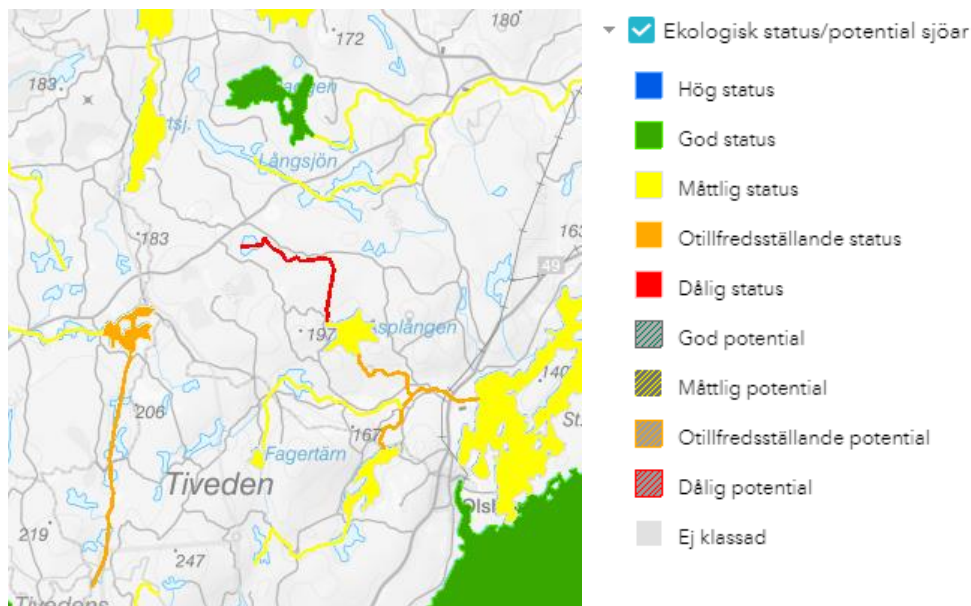 172
180
183
Långsjön
183
163
49
197
Asplången
140
206
167
St.
Fagertärn
Tiveden
Olsh
219
247
Tivedens
Ekologisk status/potential sjöar
Hög status
God status
Måttlig status
Otillfredsställande status
Dålig status
God potential
Måttlig potential
Otillfredsställande potential
Dålig potential
Ej klassad